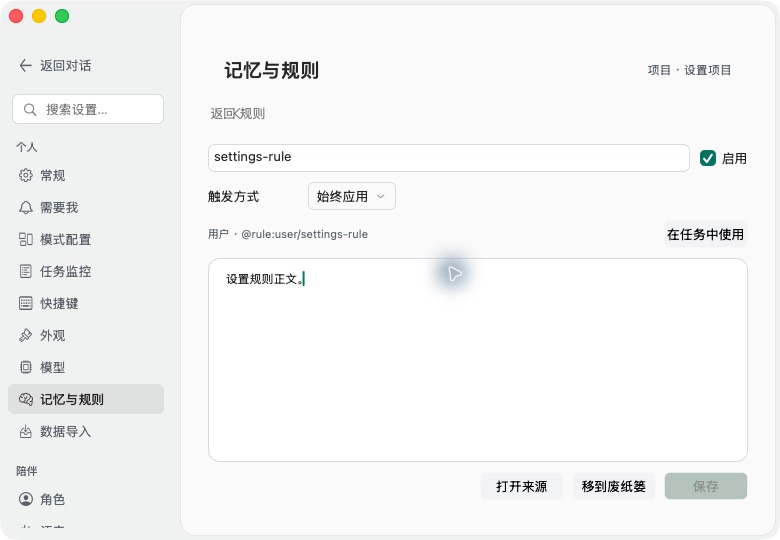 返回对话
搜索设置...
个人
常规
需要我
模式配置
任务监控
快捷键
外观
模型
记忆与规则
数据导入
陪伴
角色
记忆与规则
项目 · 设置项目
返回K规则
settings-rule
启用
触发方式
始终应用
用户 · @rule:user/settings-rule
在任务中使用
设置规则正文。
打开来源
移到废纸篓
保存